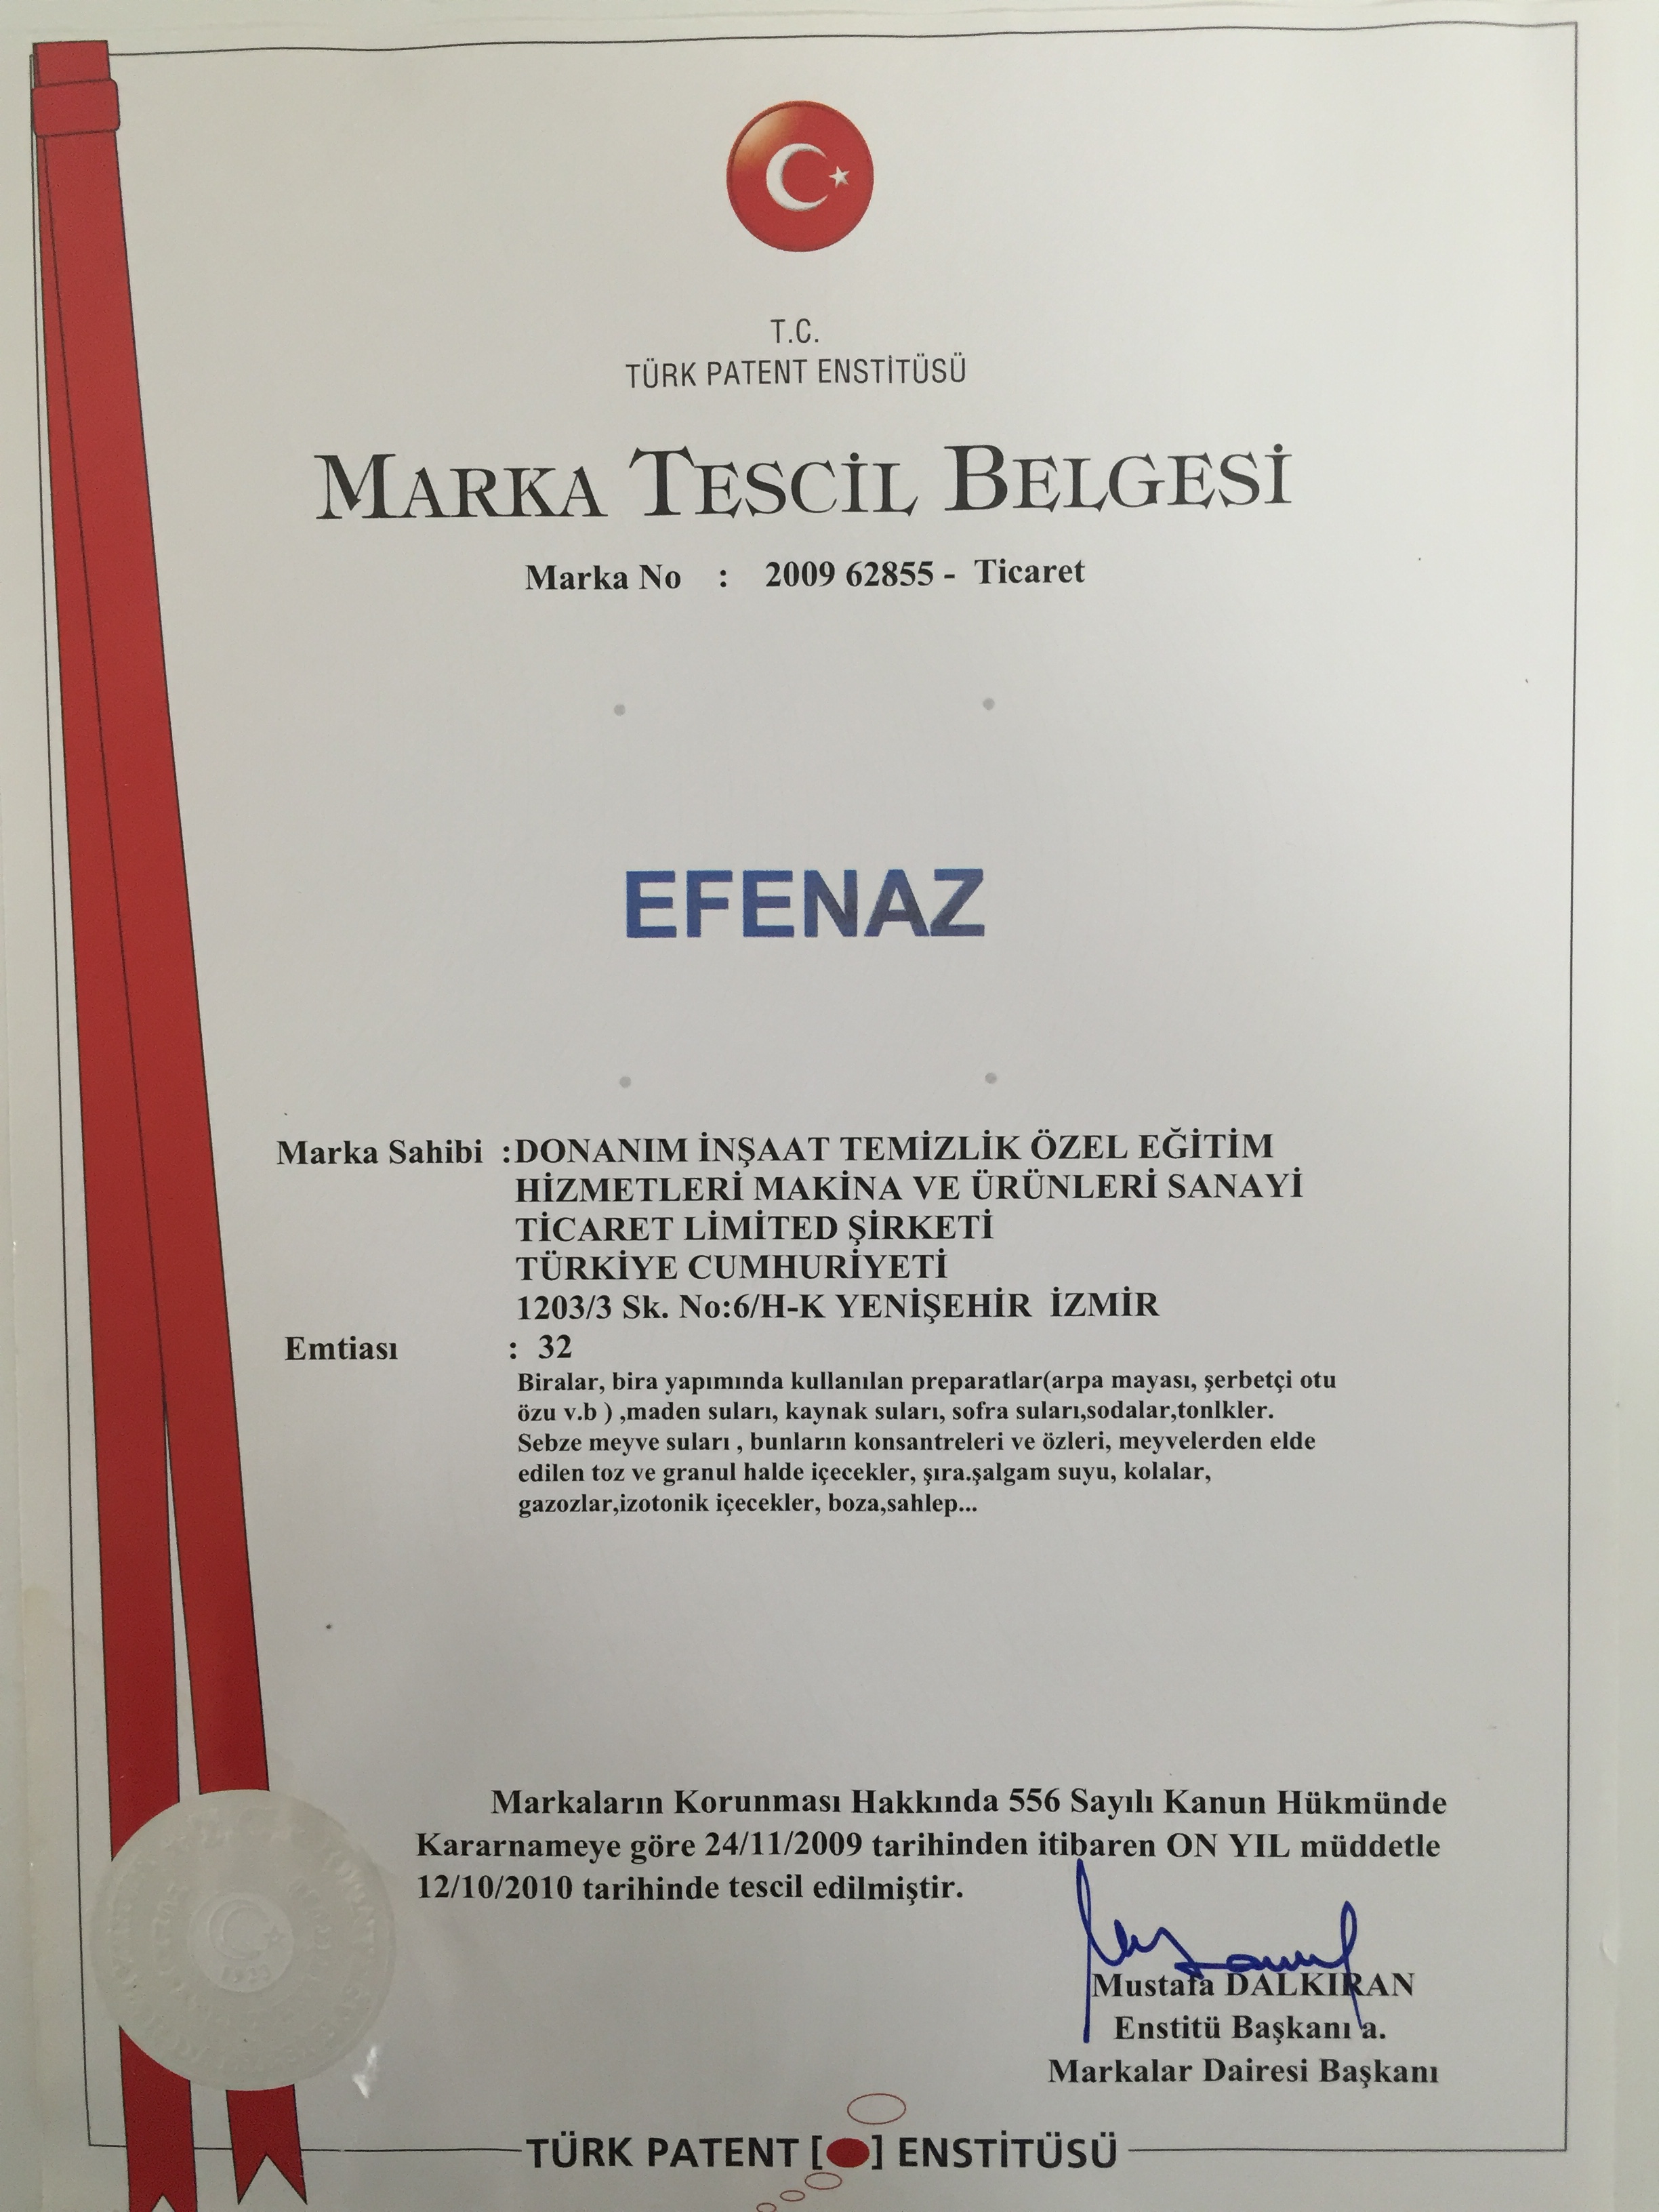 T.C.
TÜRK PATENT ENSTİTÜSÜ
MARKA TESCİL BELGESİ
Marka No : 2009 62855 - Ticaret
EFENAZ
Marka Sahibi :DONANIM İNŞAAT TEMİZLİK ÖZEL EĞİTİM
HİZMETLERİ MAKİNA VE ÜRÜNLERİ SANAYİ
TİCARET LİMİTED ŞİRKETİ
TÜRKİYE CUMHURİYETİ
1203/3 Sk. No:6/H-K YENİŞEHİR İZMİR
Emtiası : 32
Biralar, bira yapımında kullanılan preparatlar(arpa mayası, şerbetçi otu
özu v.b ) ,maden suları, kaynak suları, sofra suları,sodalar,tonlkler.
Sebze meyve suları , bunların konsantreleri ve özleri, meyvelerden elde
edilen toz ve granul halde içecekler, şıra.şalgam suyu, kolalar,
gazozlar,izotonik içecekler, boza,sahlep...
Markaların Korunması Hakkında 556 Sayılı Kanun Hükmünde
Kararnameye göre 24/11/2009 tarihinden itibaren ON YIL müddetle
12/10/2010 tarihinde tescil edilmiştir.
Mustafa DALKIRAN
Enstitü Başkanı a.
Markalar Dairesi Başkanı
1923
TÜRK PATENT [ ] ENSTİTÜSÜ